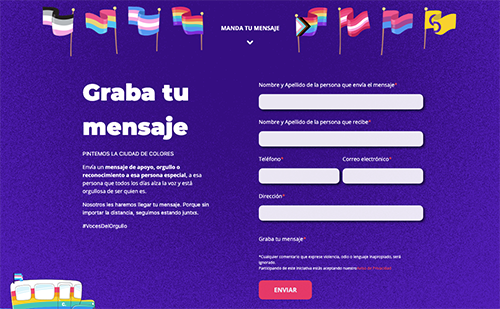 MANDA TU MENSAJE
Graba tu
mensaje
PINTEMOS LA CIUDAD DE COLORES
Envía un mensaje de apoyo, orgullo o
reconocimiento a esa persona especial, a esa
persona que todos los días alza la voz y está
orgullosa de ser quien es.
Nosotros les haremos llegar tu mensaje. Porque sin
importar la distancia, seguimos estando juntxs.
#VocesDelOrgullo
Nombre y Apellido de la persona que envía el mensaje*
Nombre y Apellido de la persona que recibe*
Teléfono*
Correo electrónico*
Dirección*
Graba tu mensaje*
*Cualquier comentario que exprese violencia, odio o lenguaje inapropiado, será
ignorado.
Participando de este iniciativa estás aceptando nuestro Aviso de Privacidad
ENVIAR